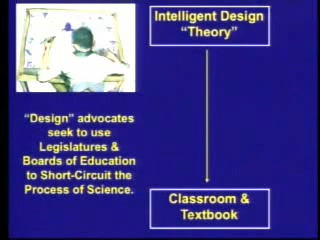 Intelligent Design
“Theory”
“Design” advocates
seek to use
Legislatures &
Boards of Education
to Short-Circuit the
Process of Science.
Classroom &
Textbook